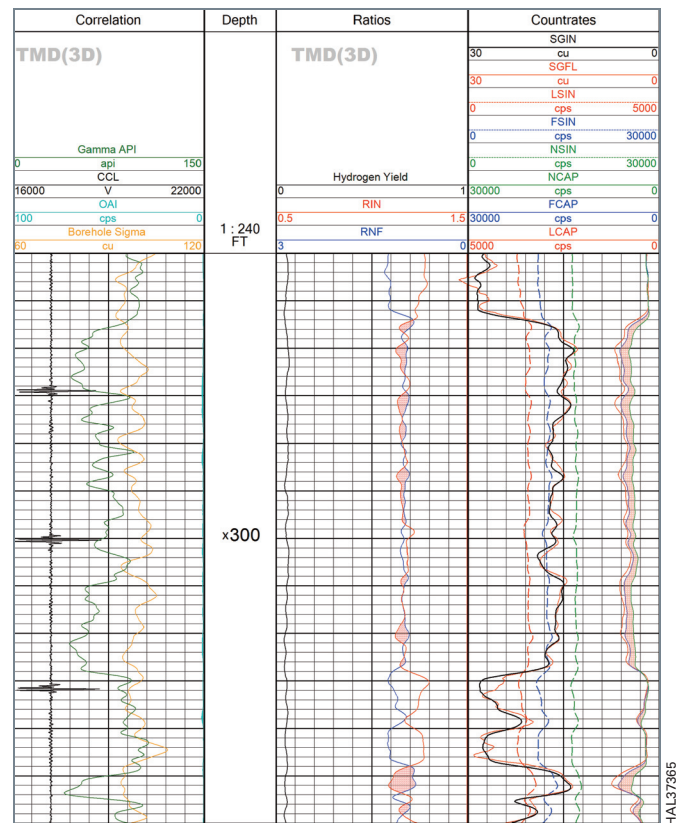 Correlation Depth Ratios Countrates
TMD(3D) TMD(3D)
SGIN
30 cu 0
SGFL
30 cu 0
LSIN
0 cps 5000
FSIN
0 cps 30000
NSIN
0 cps 30000
Gamma API
0 api 150
NCAP
30000 cps 0
CCL
16000 V 22000
Hydrogen Yield
0 1
FCAP
30000 cps 0
OAI
100 cps 0
RIN
0.5 1.5
LCAP
5000 cps 0
Borehole Sigma
60 cu 120
RNF
3 0
1 : 240
FT
x300
HAL37365